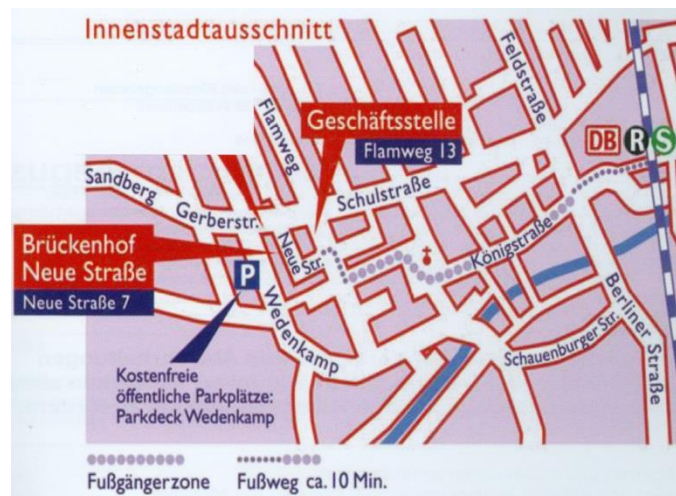 Innenstadtausschnitt
Flamweg
Feldstraße
Geschäftsstelle
Flamweg 13
DB R S
Sandberg
Gerberstr.
Schulstraße
Brückenhof
Neue Straße
Neue Straße 7
P
Neue
Str.
Königstraße
Wedenkamp
Berliner Straße
Schauenburger Str.
Kostenfreie
öffentliche Parkplätze:
Parkdeck Wedenkamp
Fußgängerzone
Fußweg ca. 10 Min.